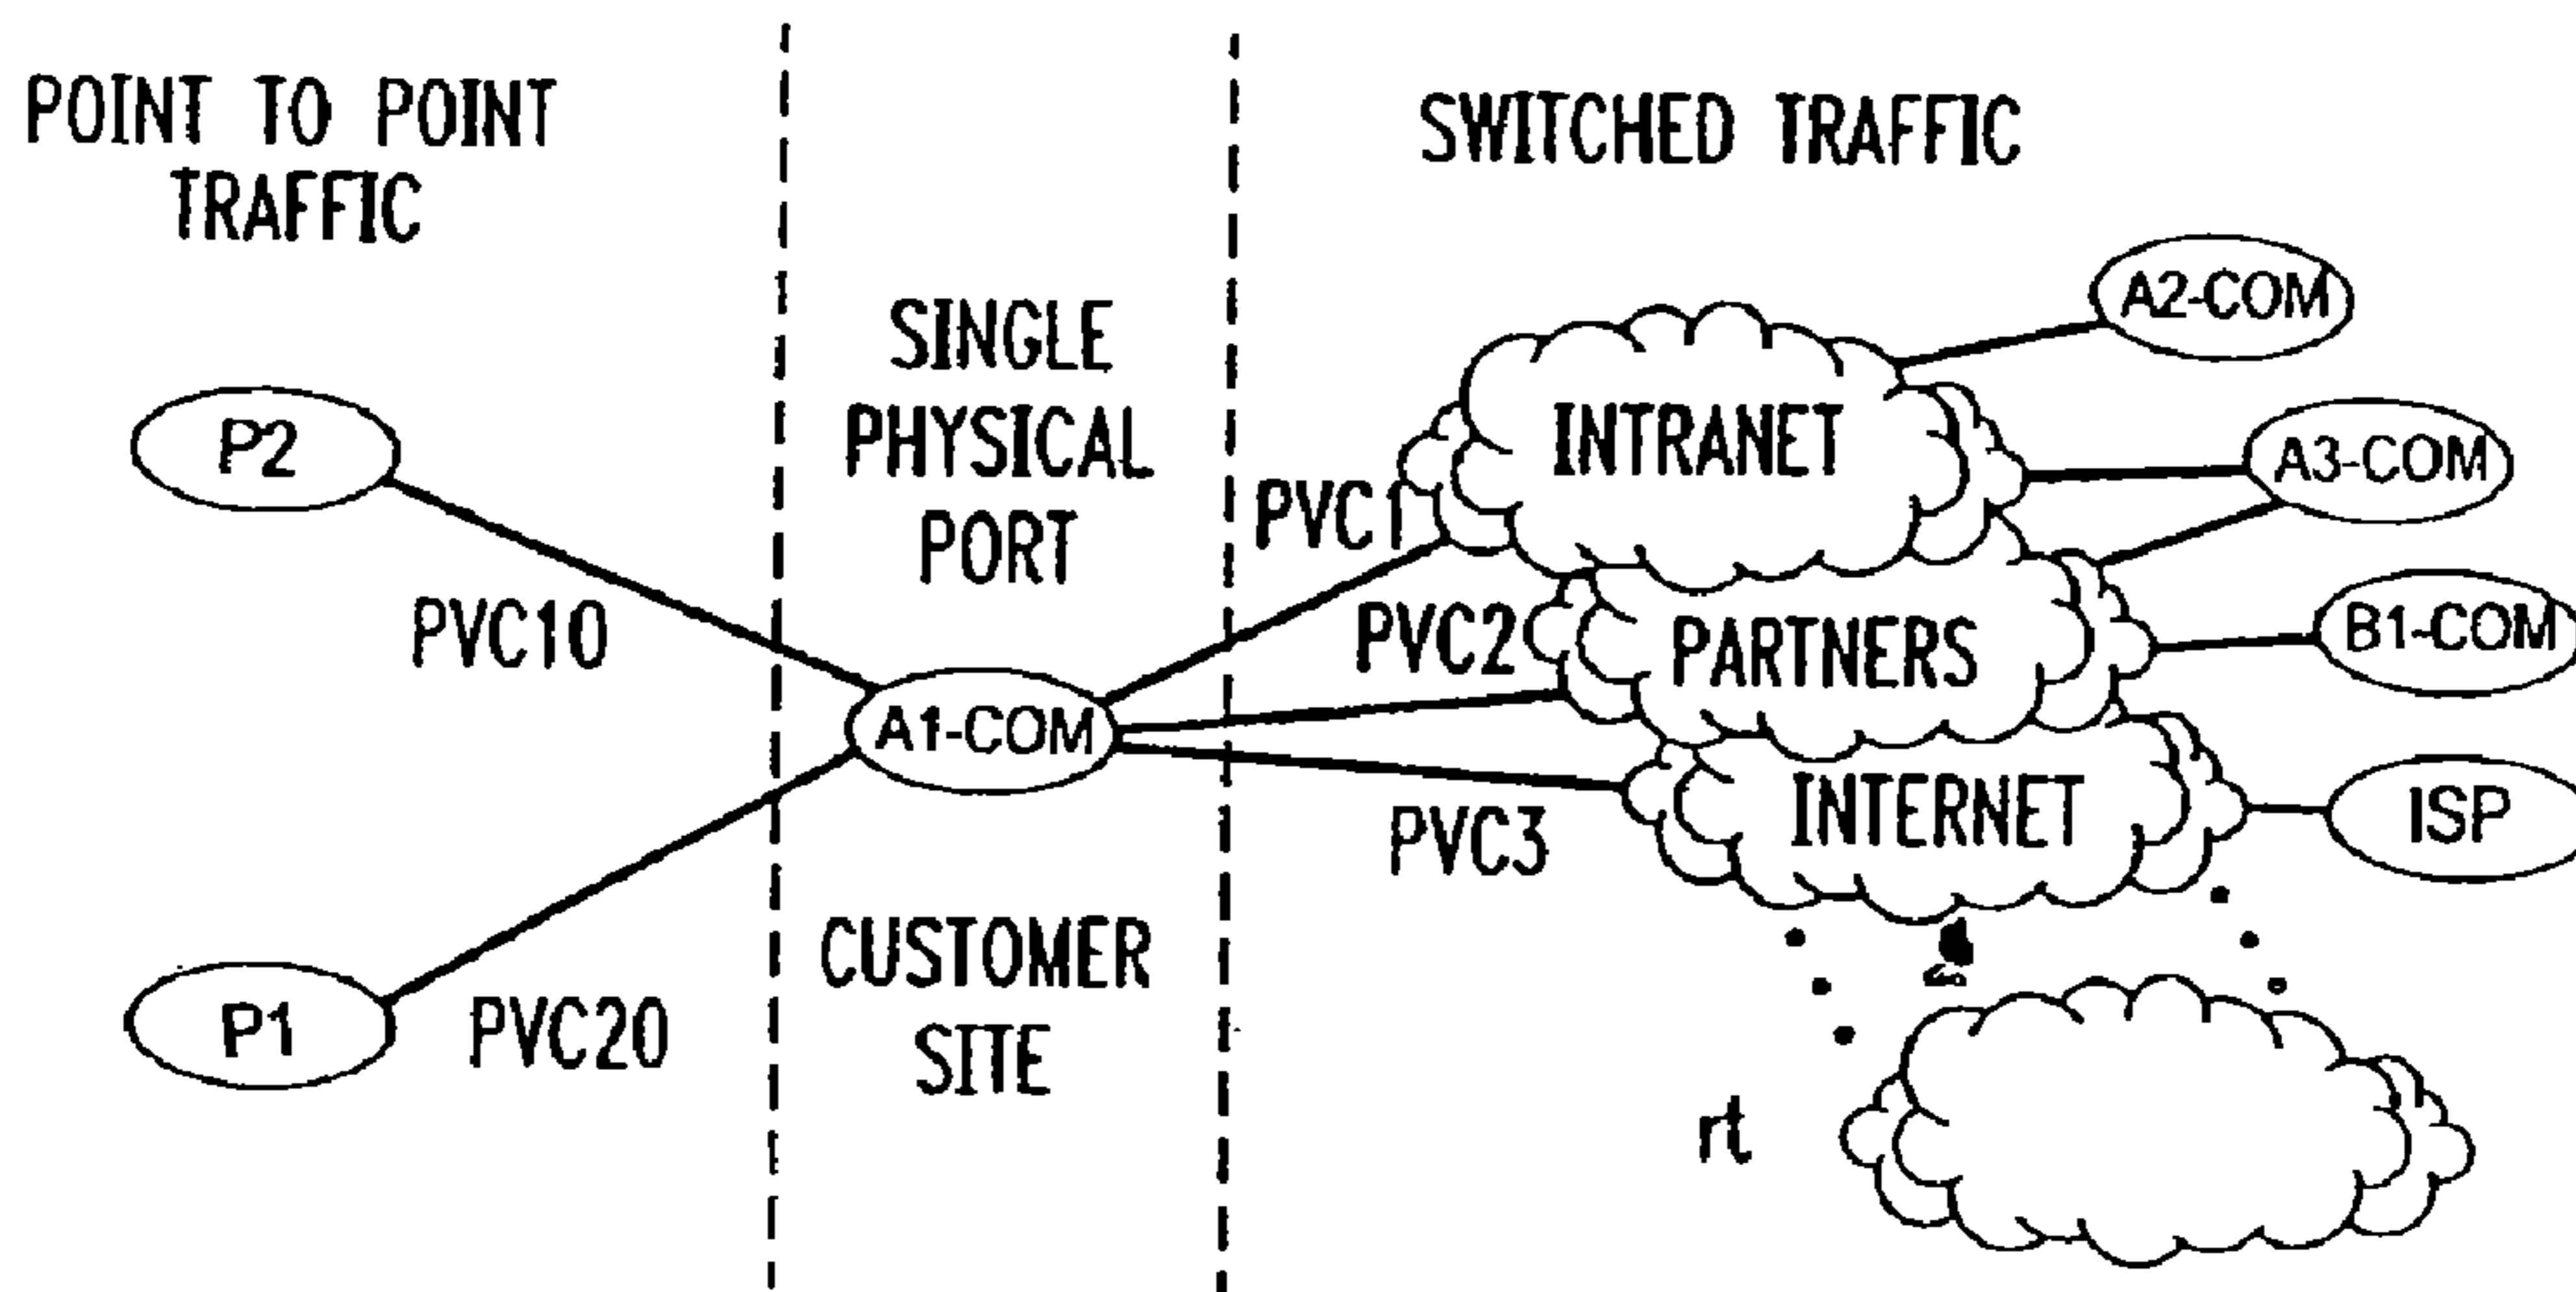 POINT TO POINT
TRAFFIC
SINGLE
PHYSICAL
PORT
SWITCHED TRAFFIC
A2-COM
INTRANET
A3-COM
P2
PVC1
PVC10
PVC2
PARTNERS
B1-COM
A1-COM
PVC3
INTERNET
ISP
CUSTOMER
SITE
P1
PVC20
rt